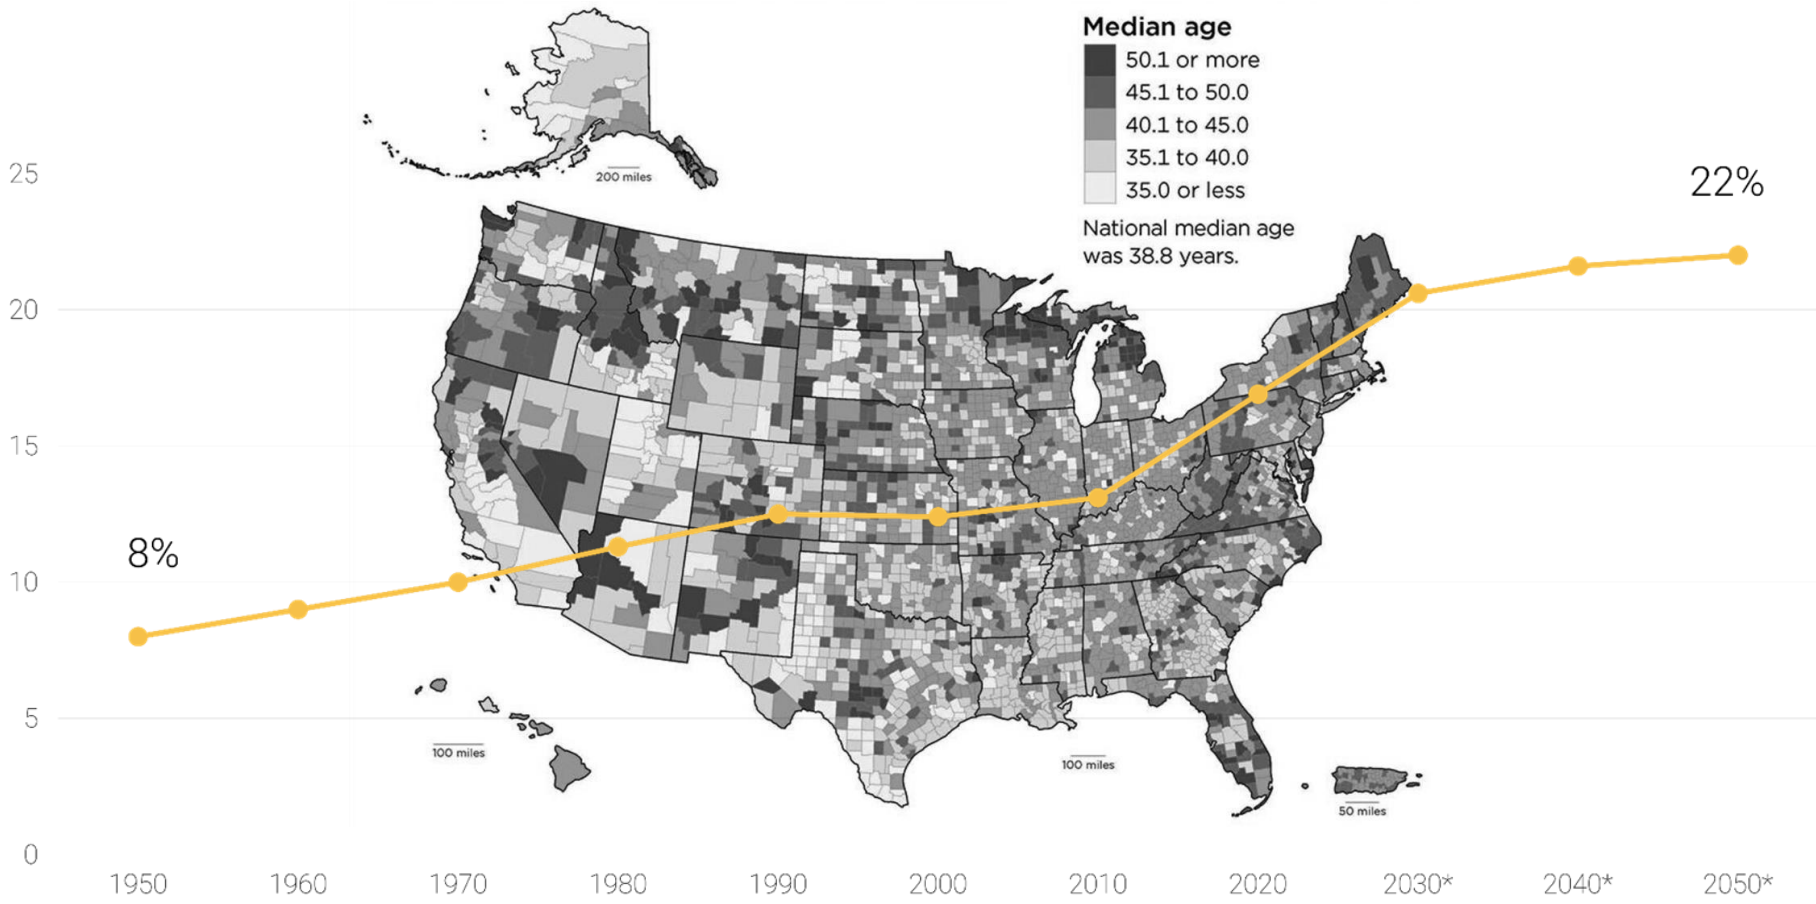 Median age
50.1 or more
45.1 to 50.0
40.1 to 45.0
35.1 to 40.0
35.0 or less
National median age
was 38.8 years.
200 miles
25
22%
20
15
8%
10
5
100 miles
100 miles
50 miles
0
1950 1960 1970 1980 1990 2000 2010 2020 2030* 2040* 2050*